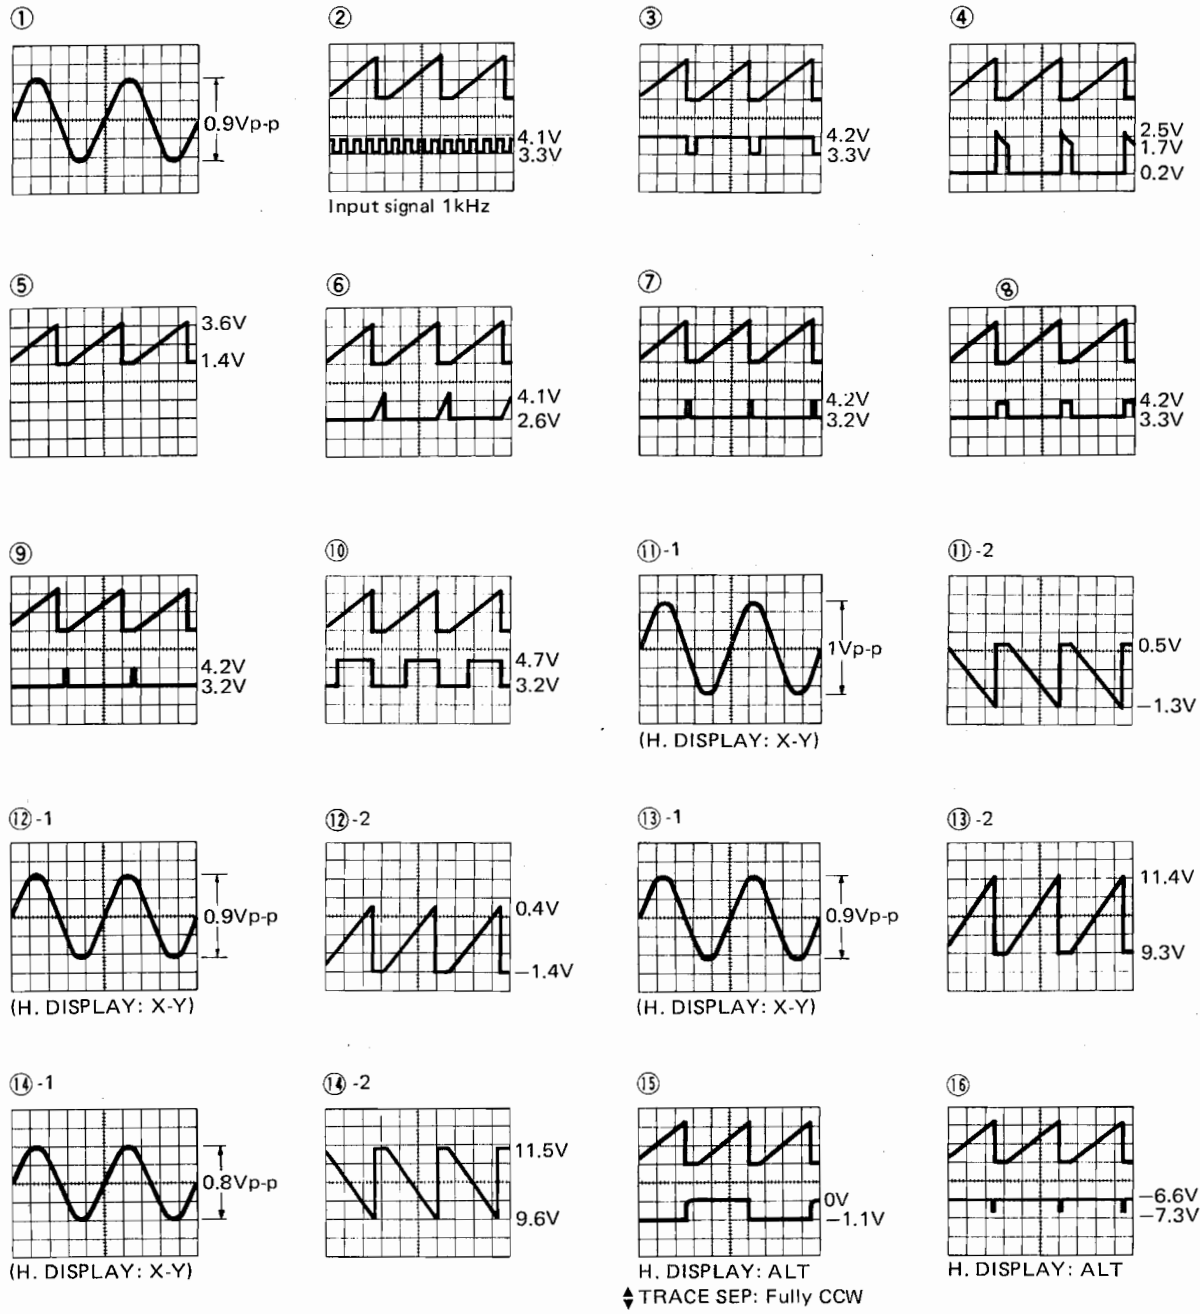 ①
②
③
④
0.9Vp-p
4.1V
3.3V
4.2V
3.3V
2.5V
1.7V
0.2V
Input signal 1kHz
⑤
⑥
⑦
⑧
3.6V
1.4V
4.1V
2.6V
4.2V
3.2V
4.2V
3.3V
⑨
⑩
⑪-1
⑪-2
4.2V
3.2V
4.7V
3.2V
1Vp-p
0.5V
−1.3V
(H. DISPLAY: X-Y)
⑫-1
⑫-2
⑬-1
⑬-2
0.9Vp-p
0.4V
−1.4V
0.9Vp-p
11.4V
9.3V
(H. DISPLAY: X-Y)
(H. DISPLAY: X-Y)
⑭-1
⑭-2
⑮
⑯
0.8Vp-p
11.5V
9.6V
0V
−1.1V
−6.6V
−7.3V
(H. DISPLAY: X-Y)
H. DISPLAY: ALT
H. DISPLAY: ALT
TRACE SEP: Fully CCW